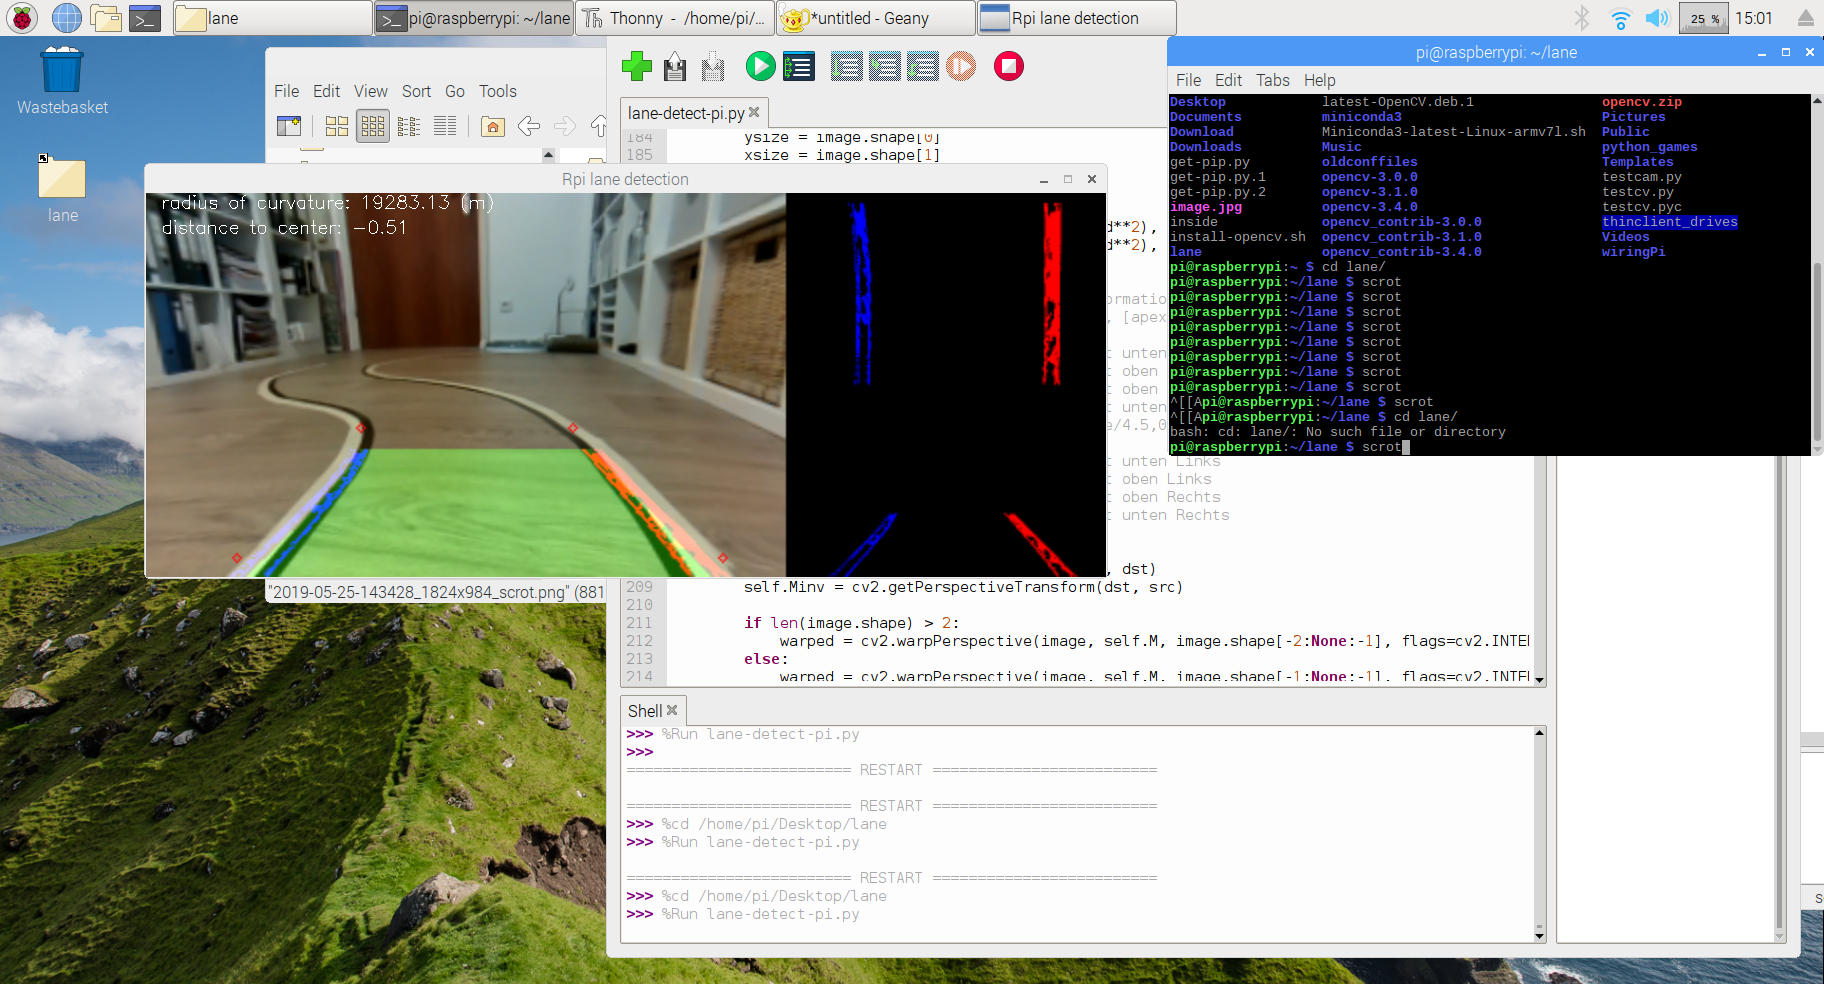 lane
pi@raspberrypi: ~/lane
Thonny - /home/pi/...
*untitled - Geany
Rpi lane detection
25 %
15:01
Wastebasket
lane
File Edit View Sort Go Tools
"2019-05-25-143428_1824x984_scrot.png" (881
lane-detect-pi.py
184 ysize = image.shape[0]
185 xsize = image.shape[1]
Rpi lane detection
radius of curvature: 19283.13 (m)
distance to center: -0.51
d**2),
d**2),
ormatio
, [apex
t unten
t oben
t oben
t unten
e/4.5,0
t unten Links
t oben Links
t oben Rechts
t unten Rechts
, dst)
209 self.Minv = cv2.getPerspectiveTransform(dst, src)
210
211 if len(image.shape) > 2:
212 warped = cv2.warpPerspective(image, self.M, image.shape[-2:None:-1], flags=cv2.INTE
213 else:
214 warped = cv2.warpPerspective(image, self.M, image.shape[-1:None:-1], flags=cv2.INTE
Shell
>>> %Run lane-detect-pi.py
>>>
========================= RESTART =========================
========================= RESTART =========================
>>> %cd /home/pi/Desktop/lane
>>> %Run lane-detect-pi.py
========================= RESTART =========================
>>> %cd /home/pi/Desktop/lane
>>> %Run lane-detect-pi.py
pi@raspberrypi: ~/lane
File Edit Tabs Help
Desktop latest-OpenCV.deb.1 opencv.zip
Documents miniconda3 Pictures
Download Miniconda3-latest-Linux-armv7l.sh Public
Downloads Music python_games
get-pip.py oldconffiles Templates
get-pip.py.1 opencv-3.0.0 testcam.py
get-pip.py.2 opencv-3.1.0 testcv.py
image.jpg opencv-3.4.0 testcv.pyc
inside opencv_contrib-3.0.0 thinclient_drives
install-opencv.sh opencv_contrib-3.1.0 Videos
lane opencv_contrib-3.4.0 wiringPi
pi@raspberrypi:~ $ cd lane/
pi@raspberrypi:~/lane $ scrot
pi@raspberrypi:~/lane $ scrot
pi@raspberrypi:~/lane $ scrot
pi@raspberrypi:~/lane $ scrot
pi@raspberrypi:~/lane $ scrot
pi@raspberrypi:~/lane $ scrot
pi@raspberrypi:~/lane $ scrot
pi@raspberrypi:~/lane $ scrot
^[[Api@raspberrypi:~/lane $ scrot
^[[Api@raspberrypi:~/lane $ cd lane/
bash: cd: lane/: No such file or directory
pi@raspberrypi:~/lane $ scrot